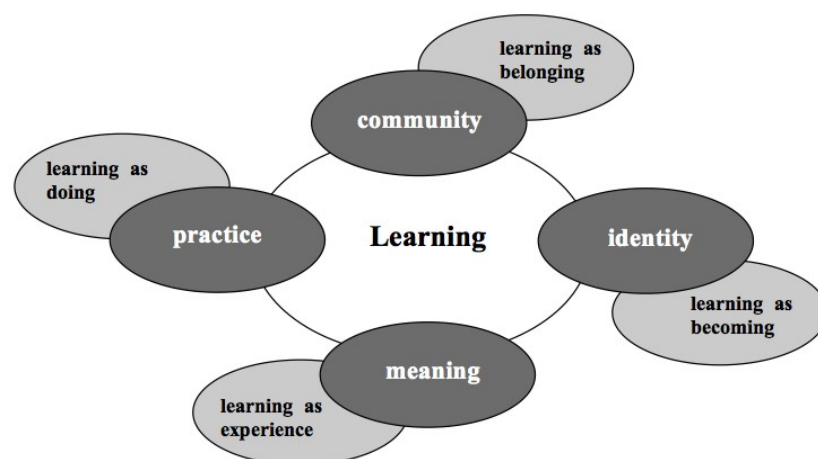 learning as
belonging
community
learning as
doing
practice
Learning
identity
learning as
becoming
meaning
learning as
experience